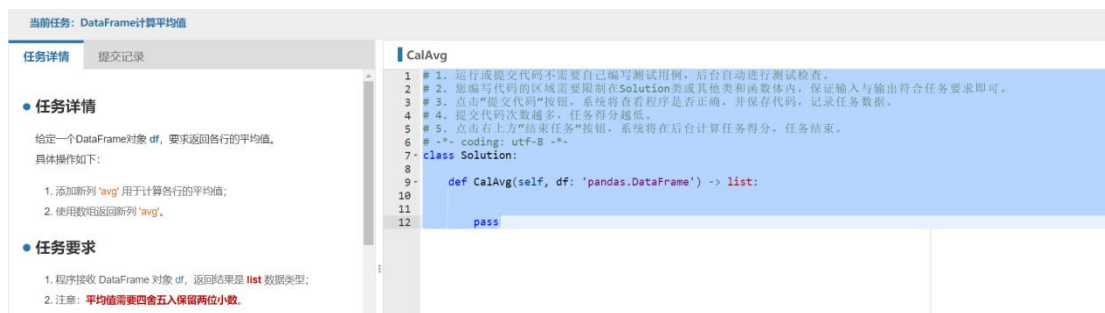 当前任务：DataFrame计算平均值
任务详情 提交记录
任务详情
给定一个DataFrame对象 df，要求返回各行的平均值。
具体操作如下：
1. 添加新列 'avg' 用于计算各行的平均值；
2. 使用数组返回新列 'avg'。
任务要求
1. 程序接收 DataFrame 对象 df，返回结果是 list 数据类型；
2. 注意：平均值需要四舍五入保留两位小数。
CalAvg
1 # 1. 运行或提交代码不需要自己编写测试用例，后台自动进行测试检查。
2 # 2. 您编写代码的区域需要限制在Solution类或其他类和函数体内，保证输入与输出符合任务要求即可。
3 # 3. 点击"提交代码"按钮，系统将查看程序是否正确，并保存代码，记录任务数据。
4 # 4. 提交代码次数越多，任务得分越低。
5 # 5. 点击右上方"结束任务"按钮，系统将在后台计算任务得分，任务结束。
6 # -*- coding: utf-8 -*-
7 class Solution:
8
9 def CalAvg(self, df: 'pandas.DataFrame') -> list:
10
11
12 pass